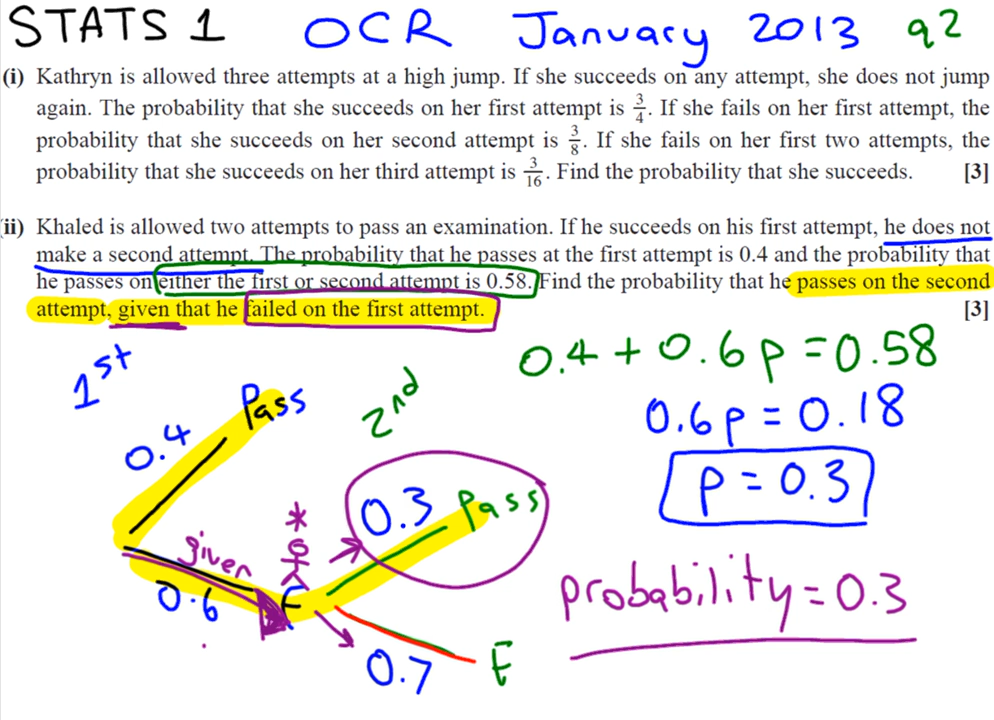 STATS 1 OCR January 2013 q2
(i) Kathryn is allowed three attempts at a high jump. If she succeeds on any attempt, she does not jump
again. The probability that she succeeds on her first attempt is 3/4. If she fails on her first attempt, the
probability that she succeeds on her second attempt is 3/8. If she fails on her first two attempts, the
probability that she succeeds on her third attempt is 3/16. Find the probability that she succeeds. [3]
ii) Khaled is allowed two attempts to pass an examination. If he succeeds on his first attempt, he does not
make a second attempt. The probability that he passes at the first attempt is 0.4 and the probability that
he passes on either the first or second attempt is 0.58. Find the probability that he passes on the second
attempt, given that he failed on the first attempt. [3]
1st
2nd
0.4 + 0.6p = 0.58
0.6p = 0.18
p = 0.3
Pass
0.4
0.3 Pass
*
given
0.6
F
0.7
F
probability = 0.3